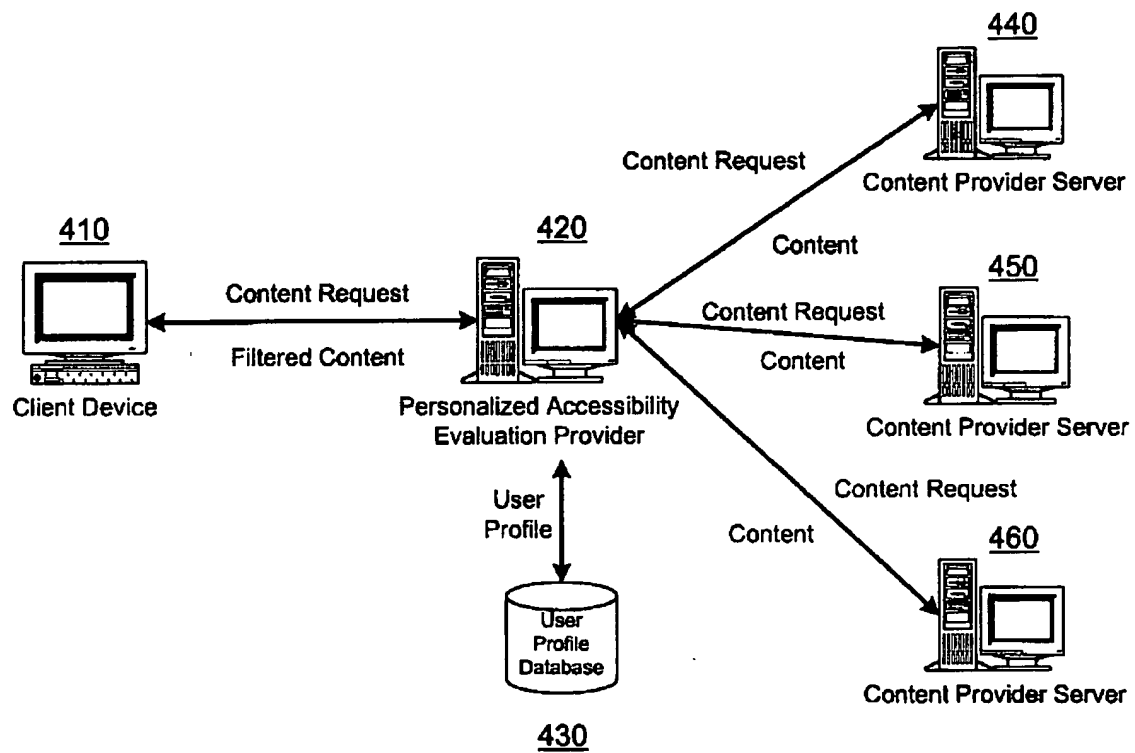 440
Content Request
Content Provider Server
410
420
Content
450
Content Request
Content Request
Filtered Content
Content
Client Device
Personalized Accessibility
Evaluation Provider
Content Provider Server
User
Profile
Content Request
Content
460
User
Profile
Database
Content Provider Server
430